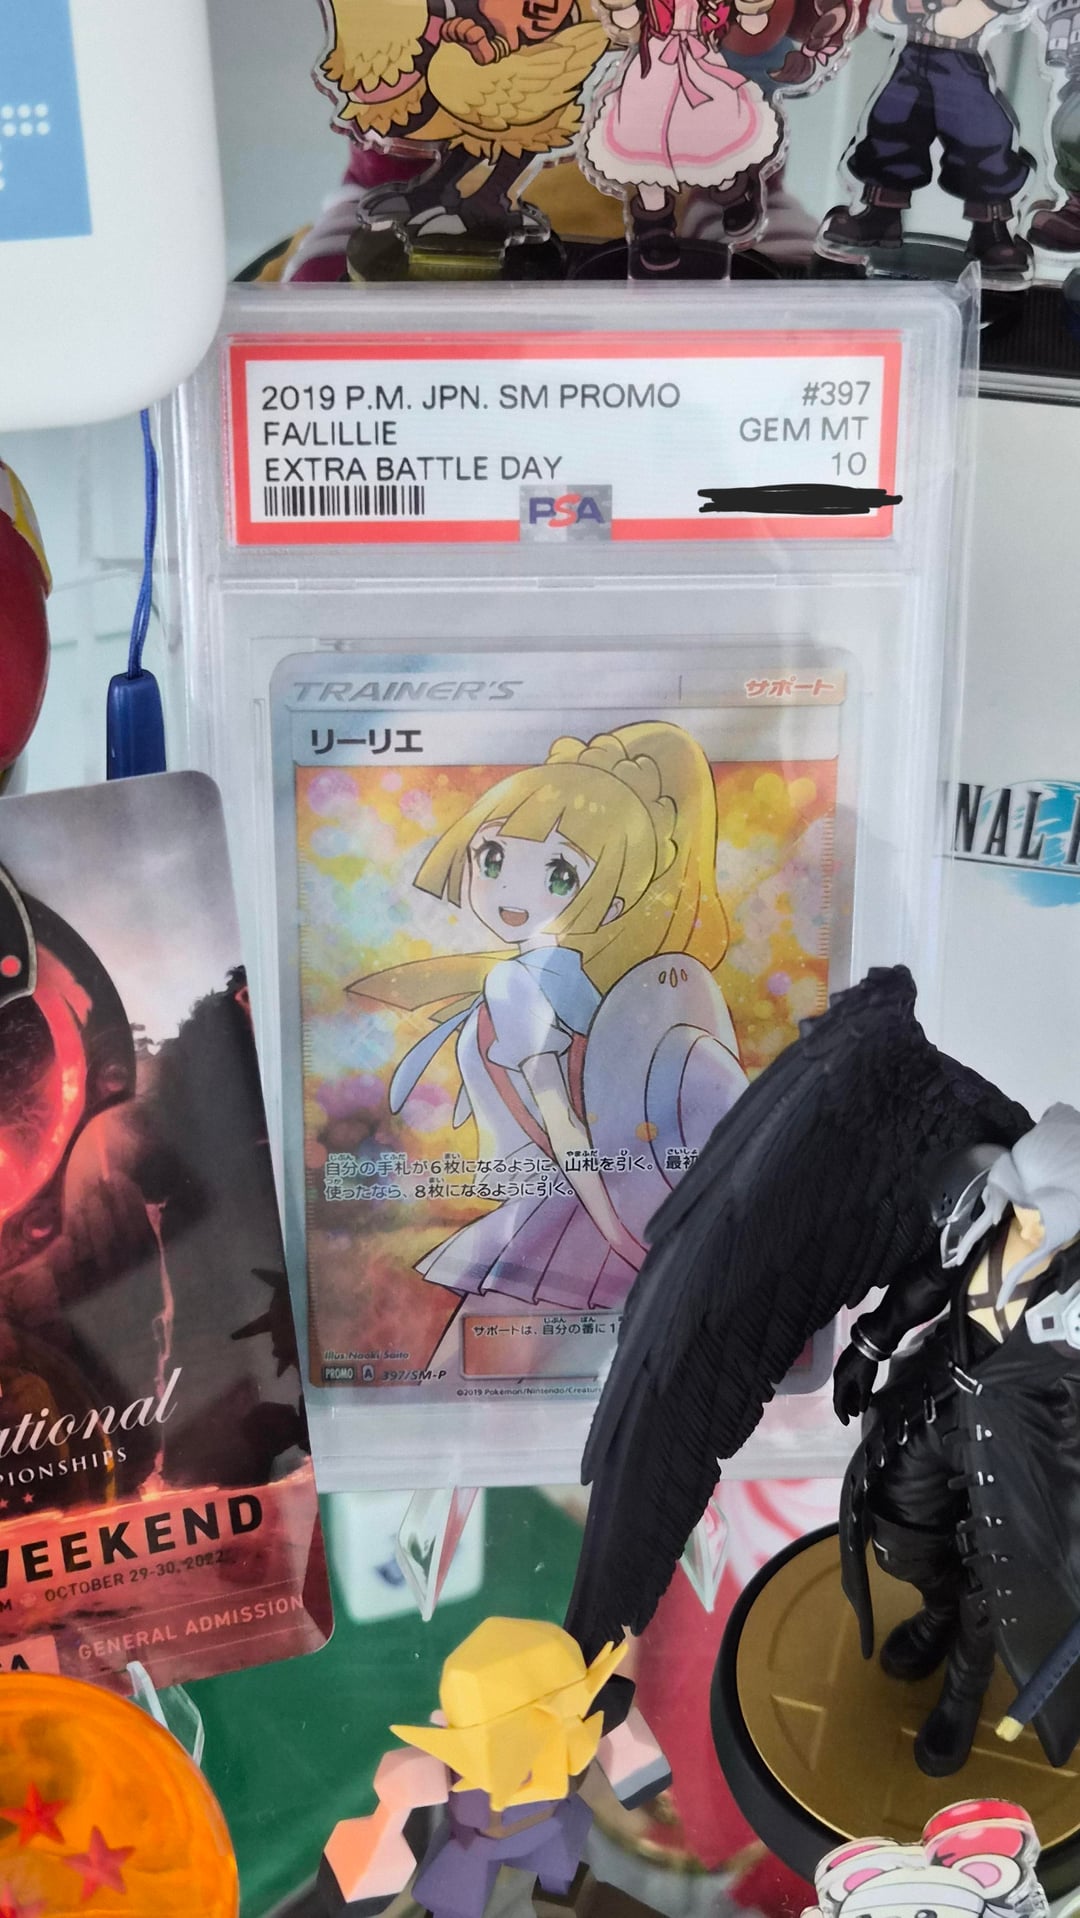 2019 P.M. JPN. SM PROMO #397
FA/LILLIE GEM MT
EXTRA BATTLE DAY 10
PSA
TRAINER'S サポート
リーリエ
自分の手札が6枚になるように、山札を引く。最初
使ったなら、8枚になるように引く。
サポートは、自分の番に1
Illus. Naoki Saito
PROMO A 397/SM-P
©2019 Pokémon/Nintendo/Creatur
NAL
ational
PIONSHIPS
WEEKEND
OCTOBER 29-30, 2022
GENERAL ADMISSION